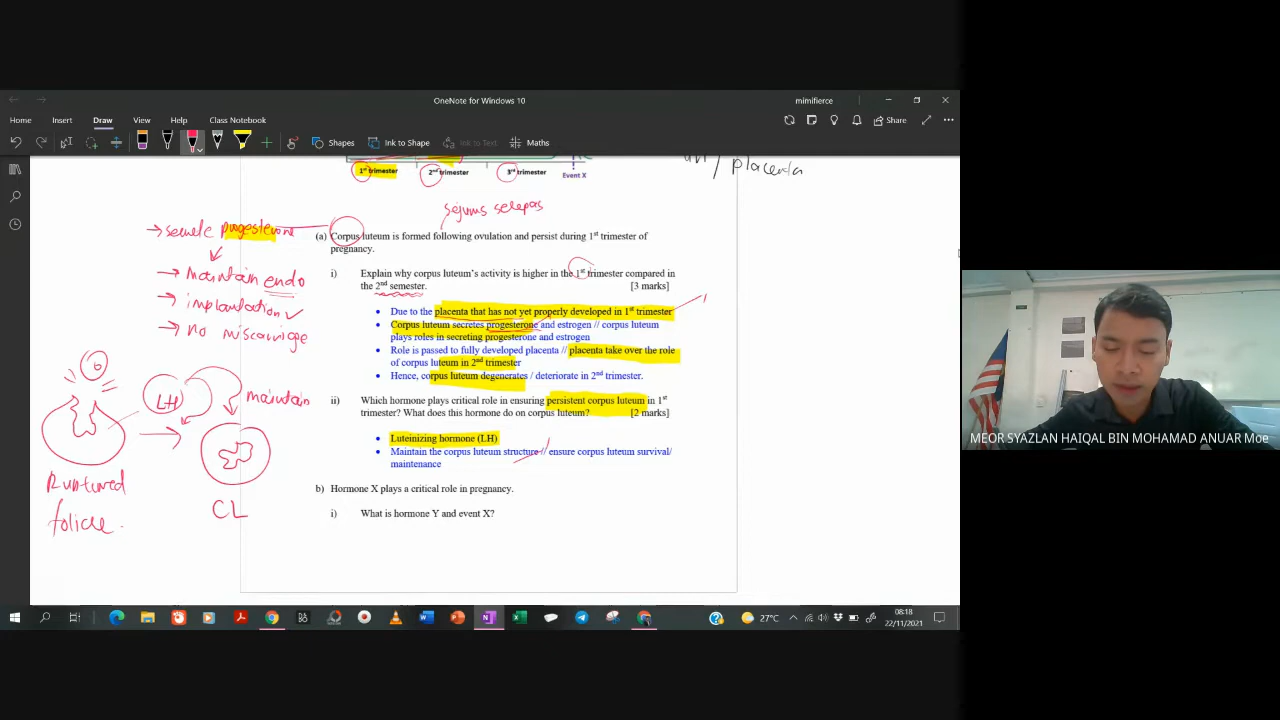 OneNote for Windows 10
mimifierce
Home
Insert
Draw
View
Help
Class Notebook
Share
Shapes
Ink to Shape
Ink to Text
Maths
1st trimester
2nd trimester
3rd trimester
Event X
/ placenta
sejurus selepas
→ semele progesterone
→ Maintain endo
→ implantation ✓
→ no miscarriage
(a) Corpus luteum is formed following ovulation and persist during 1st trimester of
pregnancy.
i) Explain why corpus luteum's activity is higher in the 1st trimester compared in
the 2nd semester. [3 marks]
• Due to the placenta that has not yet properly developed in 1st trimester
• Corpus luteum secretes progesterone and estrogen // corpus luteum
plays roles in secreting progesterone and estrogen
• Role is passed to fully developed placenta // placenta take over the role
of corpus luteum in 2nd trimester
• Hence, corpus luteum degenerates / deteriorate in 2nd trimester.
ii) Which hormone plays critical role in ensuring persistent corpus luteum in 1st
trimester? What does this hormone do on corpus luteum? [2 marks]
• Luteinizing hormone (LH)
• Maintain the corpus luteum structure // ensure corpus luteum survival/
maintenance
b) Hormone X plays a critical role in pregnancy.
i) What is hormone Y and event X?
LH
maintain
Ruptured
folicle
CL
MEOR SYAZLAN HAIQAL BIN MOHAMAD ANUAR Moe
27°C
08:18
22/11/2021